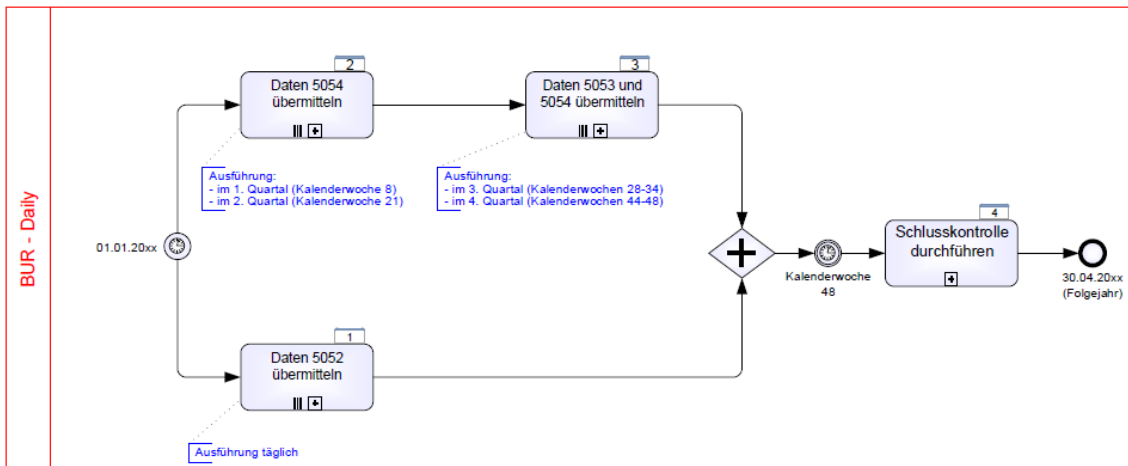 BUR - Daily
01.01.20xx
2
Daten 5054
übermitteln
Ausführung:
- im 1. Quartal (Kalenderwoche 8)
- im 2. Quartal (Kalenderwoche 21)
3
Daten 5053 und
5054 übermitteln
Ausführung:
- im 3. Quartal (Kalenderwochen 28-34)
- im 4. Quartal (Kalenderwochen 44-48)
1
Daten 5052
übermitteln
Ausführung täglich
Kalenderwoche
48
4
Schlusskontrolle
durchführen
30.04.20xx
(Folgejahr)